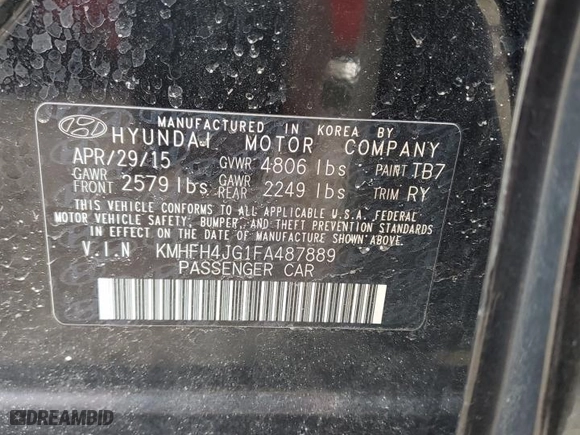 MANUFACTURED IN KOREA BY
HYUNDAI MOTOR COMPANY
APR/29/15 GVWR 4806 lbs PAINT TB7
GAWR FRONT 2579 lbs GAWR REAR 2249 lbs TRIM RY
THIS VEHICLE CONFORMS TO ALL APPLICABLE U.S.A. FEDERAL
MOTOR VEHICLE SAFETY, BUMPER, AND THEFT PREVENTION STANDARDS
IN EFFECT ON THE DATE OF MANUFACTURE SHOWN ABOVE.
V.I.N KMHFH4JG1FA487889
PASSENGER CAR
DREAMBID